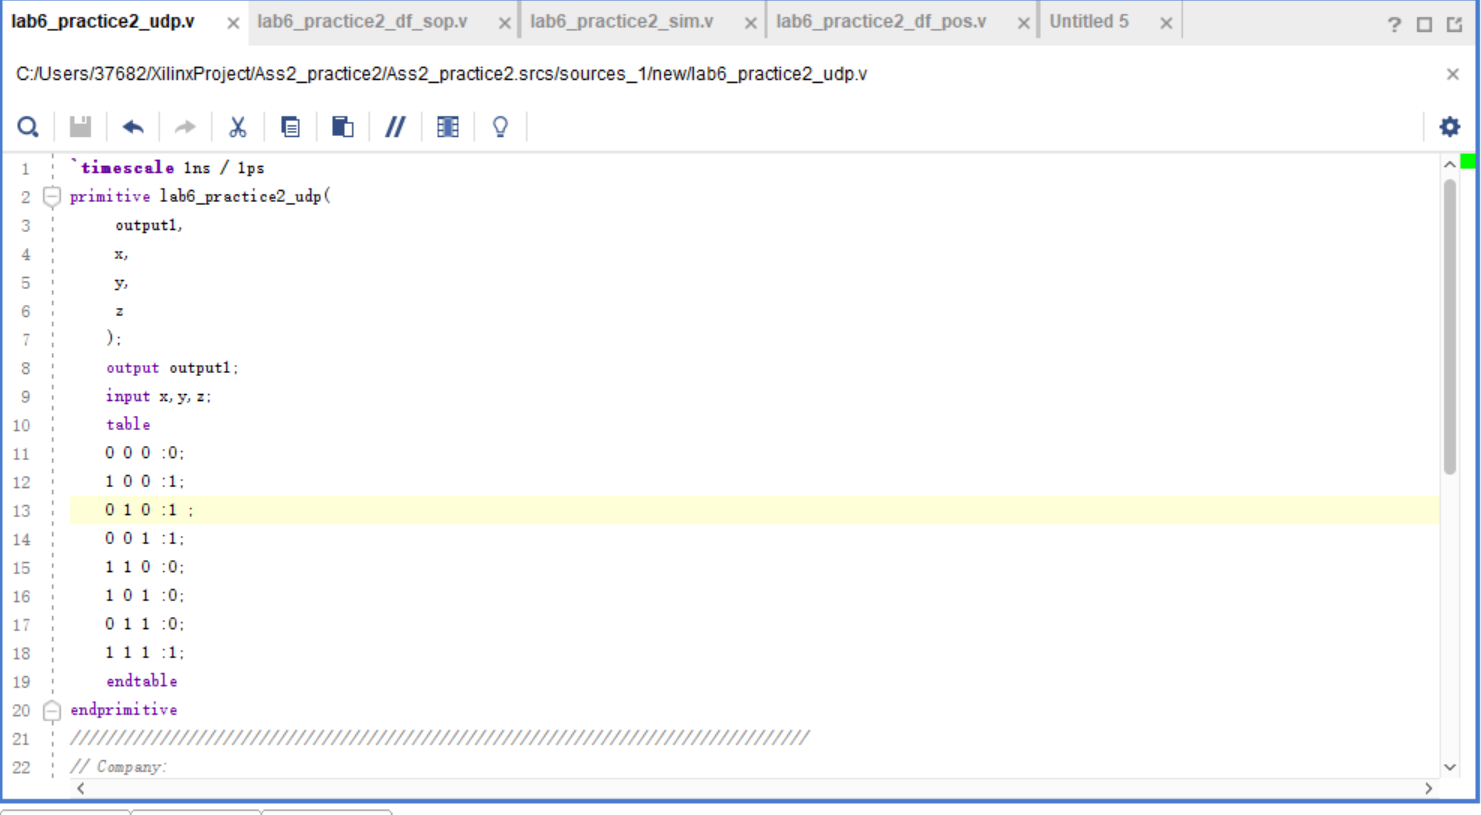 lab6_practice2_udp.v × lab6_practice2_df_sop.v × lab6_practice2_sim.v × lab6_practice2_df_pos.v × Untitled 5 × ?
C:/Users/37682/XilinxProject/Ass2_practice2/Ass2_practice2.srcs/sources_1/new/lab6_practice2_udp.v ×
//
1 `timescale 1ns / 1ps
2 primitive lab6_practice2_udp(
3 output1,
4 x,
5 y,
6 z
7 );
8 output output1;
9 input x,y,z;
10 table
11 0 0 0 :0;
12 1 0 0 :1;
13 0 1 0 :1 ;
14 0 0 1 :1;
15 1 1 0 :0;
16 1 0 1 :0;
17 0 1 1 :0;
18 1 1 1 :1;
19 endtable
20 endprimitive
21 //////////////////////////////////////////////////////////////////////////////////
22 // Company: